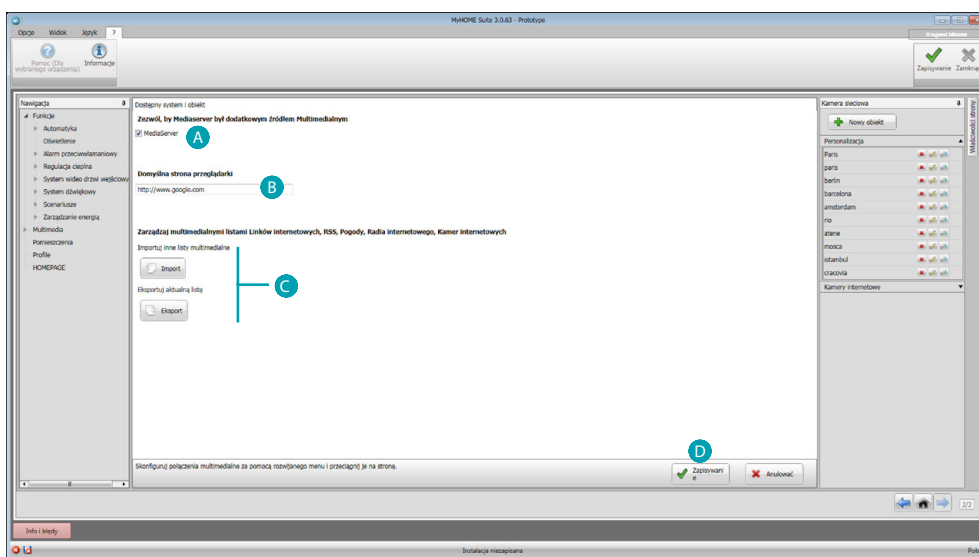 MyHOME Suite 3.0.63 - Prototype
Opcje Widok Język ?
Pomoc (Dla wybranego urządzenia)
Informacje
Zapisywanie Zamkną
Nawigacja
Funkcje
Automatyka
Oświetlenie
Alarm przeciwwłamaniowy
Regulacja cieplna
System wideo drzwi wejściowy
System dźwiękowy
Scenariusze
Zarządzanie energią
Multimedia
Pomieszczenia
Profile
HOMEPAGE
Dostępny system i obiekt
Zezwól, by Mediaserver był dodatkowym źródłem Multimedialnym
MediaServer
A
Domyślna strona przeglądarki
http://www.google.com
B
Zarządzaj multimedialnymi listami Linków internetowych, RSS, Pogody, Radia internetowego, Kamer internetowych
Importuj inne listy multimedialne
Import
C
Eksportuj aktualną listę
Eksport
D
Skonfiguruj połączenia multimedialne za pomocą rozwijanego menu i przeciągnij je na stronę.
Zapisywani
e
Anulować
Kamera sieciowa
Nowy obiekt
Personalizacja
Paris
paris
berlin
barcelona
amsterdam
rio
atene
mosca
istambul
cracovia
Kamery internetowe
Właściwości strony
2/2
Info i błędy
Instalacja niezapisana